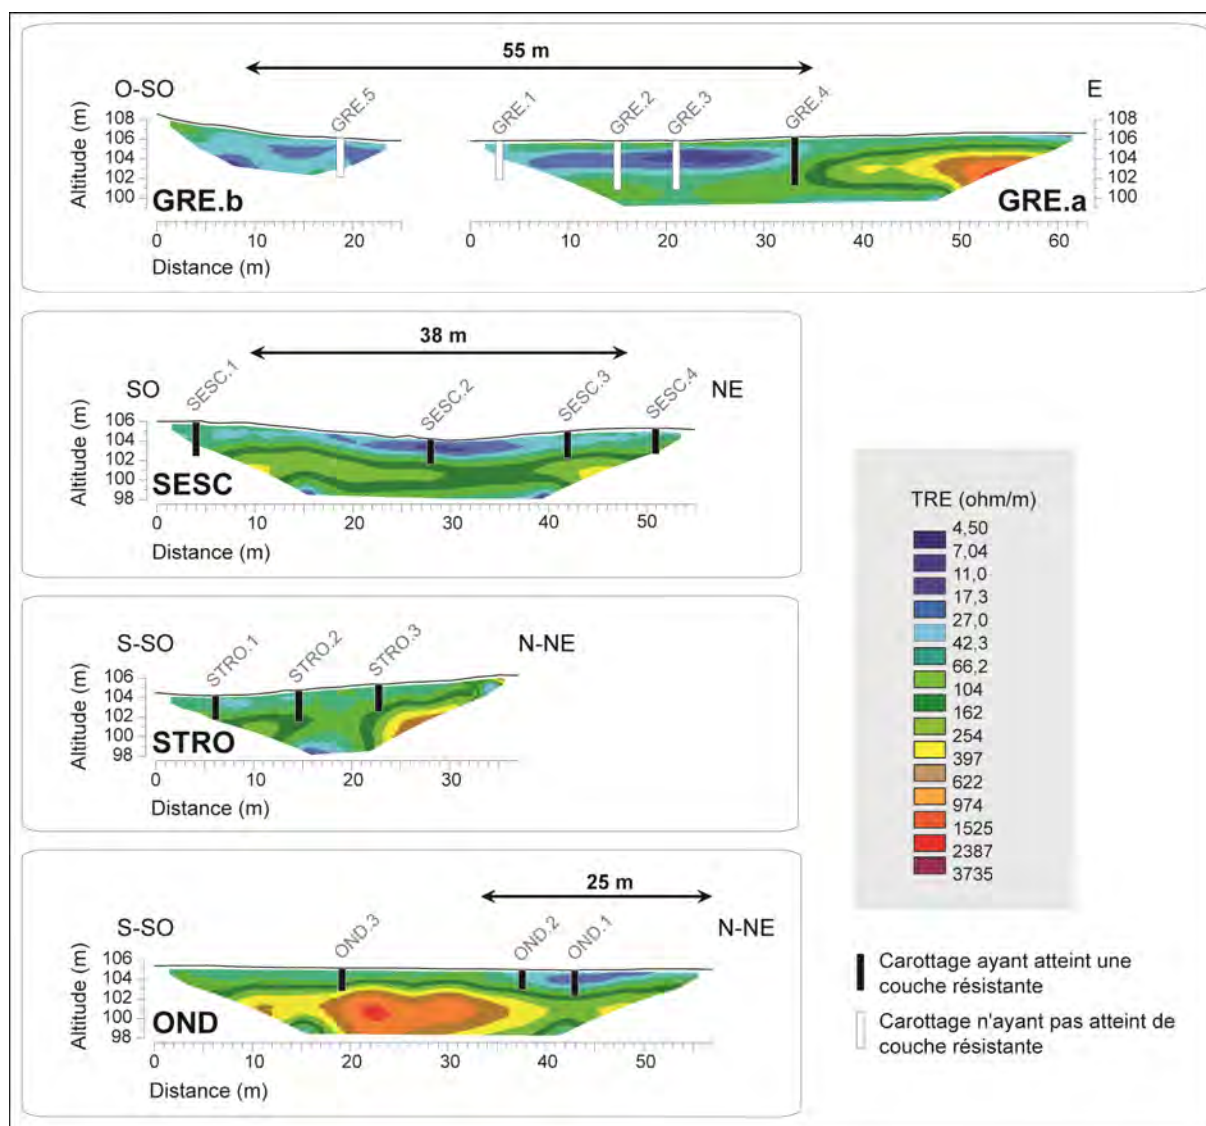 55 m
O-SO
E
GRE.5
GRE.1
GRE.2
GRE.3
GRE.4
Altitude (m)
108
106
104
102
100
GRE.b
GRE.a
108
106
104
102
100
Altitude (m)
0 10 20
0 10 20 30 40 50 60
Distance (m)
38 m
SO
NE
SESC.1
SESC.2
SESC.3
SESC.4
Altitude (m)
106
104
102
100
98
SESC
0 10 20 30 40 50
Distance (m)
S-SO
N-NE
STRO.1
STRO.2
STRO.3
Altitude (m)
106
104
102
100
98
STRO
0 10 20 30
Distance (m)
25 m
S-SO
N-NE
OND.3
OND.2
OND.1
Altitude (m)
106
104
102
100
98
OND
0 10 20 30 40 50
Distance (m)
TRE (ohm/m)
4,50
7,04
11,0
17,3
27,0
42,3
66,2
104
162
254
397
622
974
1525
2387
3735
Carottage ayant atteint une
couche résistante
Carottage n'ayant pas atteint de
couche résistante